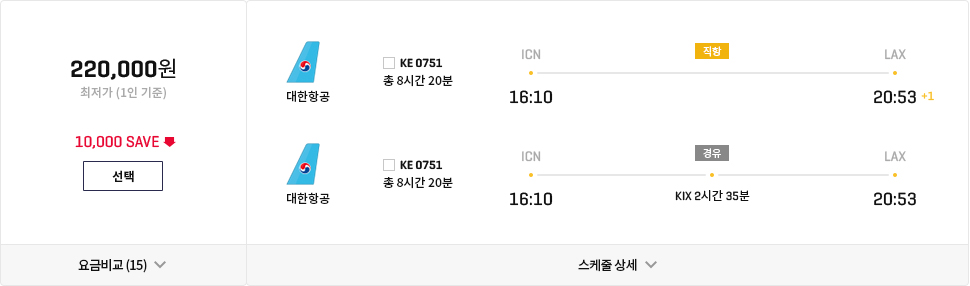 220,000원
최저가 (1인 기준)
10,000 SAVE
선택
요금비교 (15)
대한항공
KE 0751
총 8시간 20분
ICN
직항
LAX
16:10
20:53 +1
대한항공
KE 0751
총 8시간 20분
ICN
경유
LAX
16:10
KIX 2시간 35분
20:53
스케줄 상세